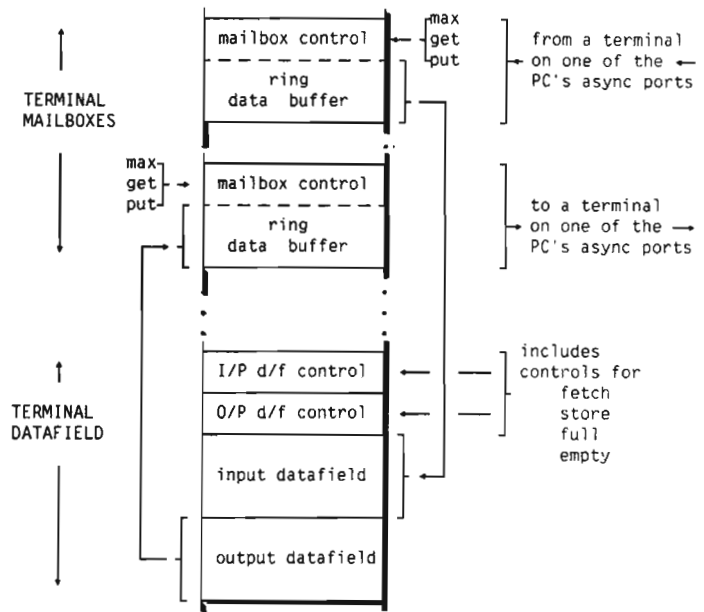 TERMINAL
MAILBOXES
mailbox control
ring
data buffer
max
get
put
from a terminal
on one of the
PC's async ports
max
get
put
mailbox control
ring
data buffer
to a terminal
on one of the
PC's async ports
TERMINAL
DATAFIELD
I/P d/f control
O/P d/f control
input datafield
output datafield
includes
controls for
fetch
store
full
empty